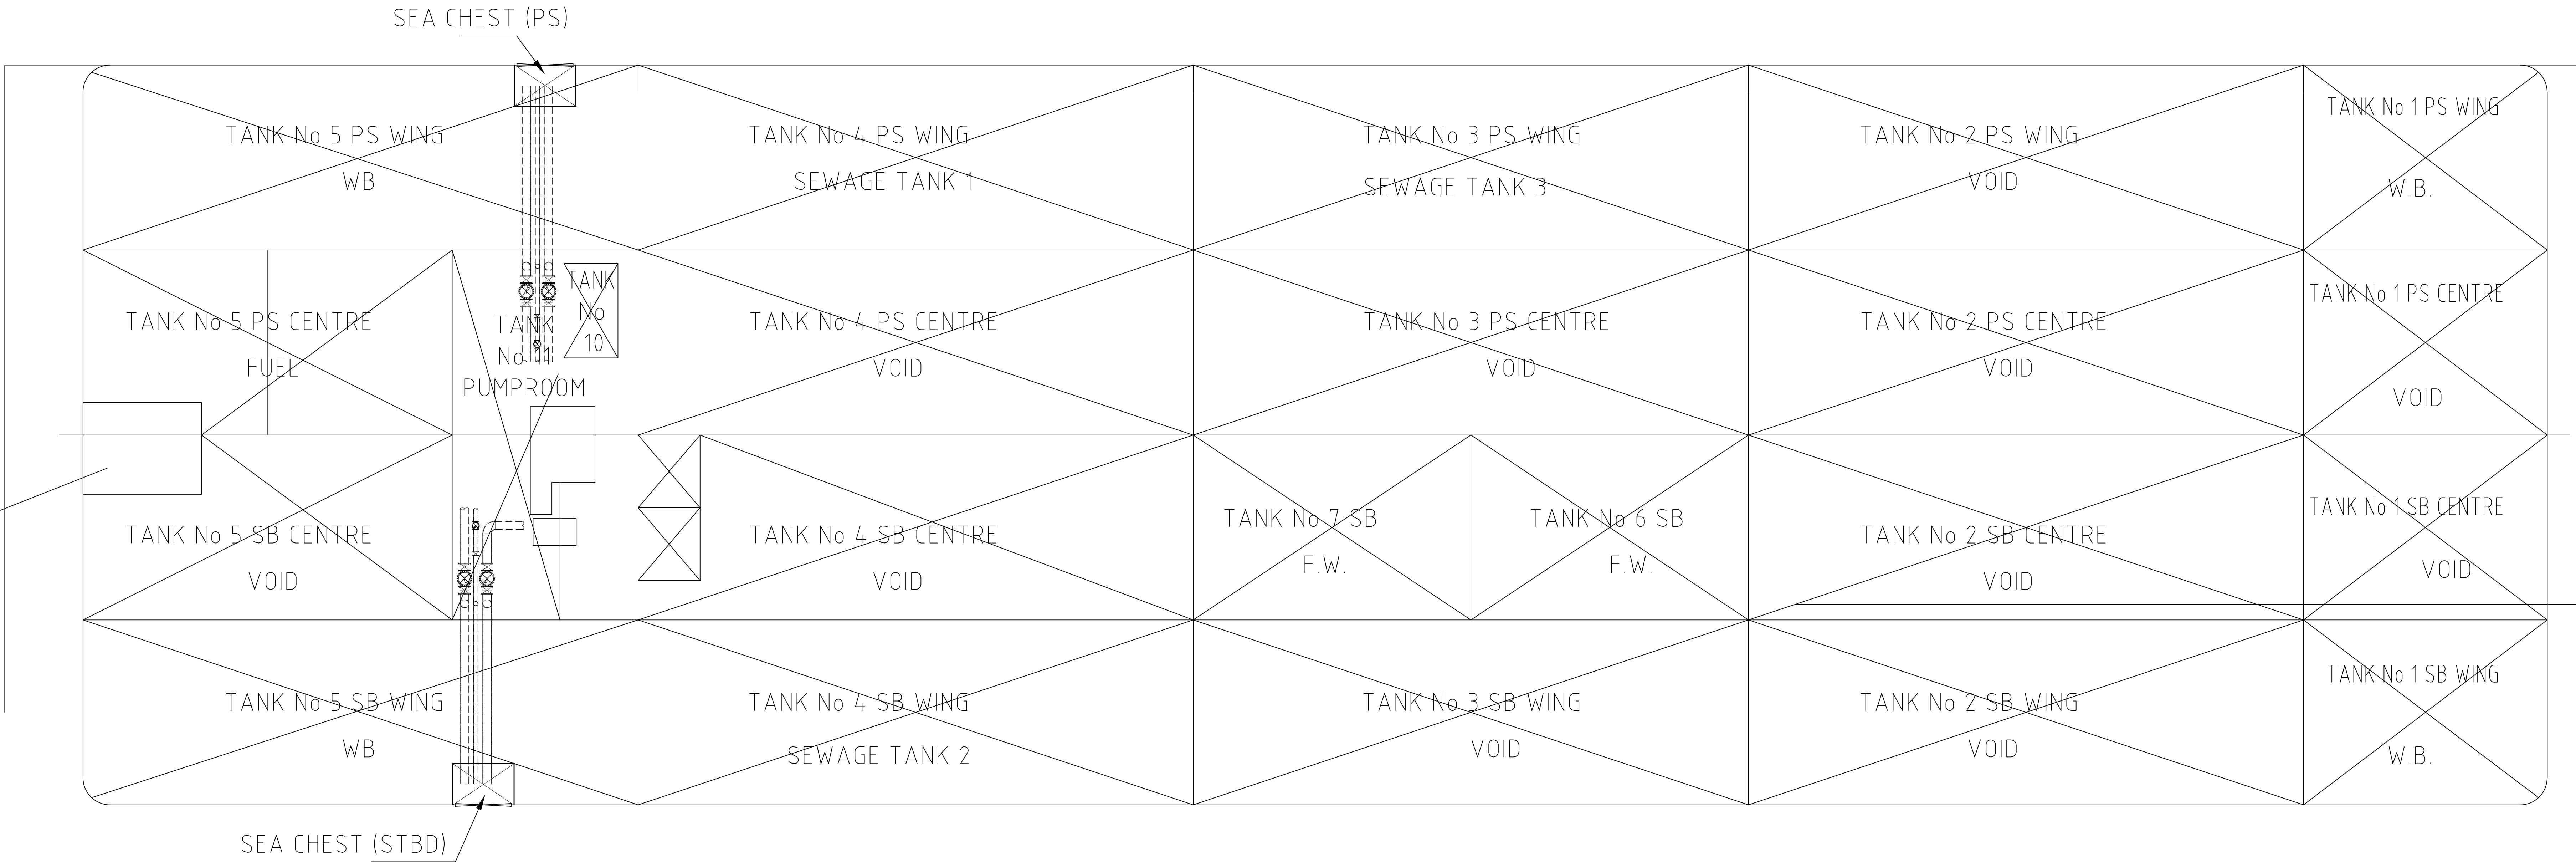 SEA CHEST (PS)
TANK No 5 PS WING
WB
TANK No 4 PS WING
SEWAGE TANK 1
TANK No 3 PS WING
SEWAGE TANK 3
TANK No 2 PS WING
VOID
TANK No 1 PS WING
W.B.
TANK No 5 PS CENTRE
FUEL
TANK
No 11
PUMPROOM
TANK
No
10
TANK No 4 PS CENTRE
VOID
TANK No 3 PS CENTRE
VOID
TANK No 2 PS CENTRE
VOID
TANK No 1 PS CENTRE
VOID
TANK No 5 SB CENTRE
VOID
TANK No 4 SB CENTRE
VOID
TANK No 7 SB
F.W.
TANK No 6 SB
F.W.
TANK No 2 SB CENTRE
VOID
TANK No 1 SB CENTRE
VOID
TANK No 5 SB WING
WB
TANK No 4 SB WING
SEWAGE TANK 2
TANK No 3 SB WING
VOID
TANK No 2 SB WING
VOID
TANK No 1 SB WING
W.B.
SEA CHEST (STBD)